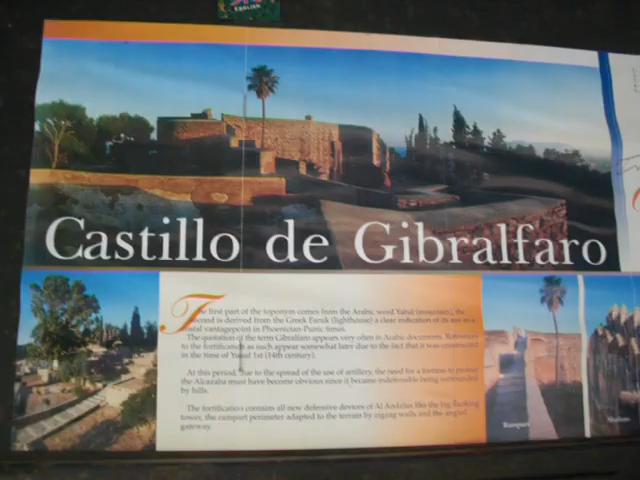 ENGLISH
Castillo de Gibralfaro
The first part of the toponym comes from the Arabic word Yabal (mountain), the
second is derived from the Greek Faruk (lighthouse) a clear indication of its use as a
coastal vantagepoint in Phoenician-Punic times.
The quotation of the term Gibralfaro appears very often in Arabic documents. References
to the fortification as such appear somewhat later due to the fact that it was constructed
in the time of Yusuf 1st (14th century).
At this period, due to the spread of the use of artillery, the need for a fortress to protect
the Alcazaba must have become obvious since it became indefensible being surrounded
by hills.
The fortification contains all new defensive devices of Al Andalus like the big flanking
tower, the rampart perimeter adapted to the terrain by zigzag walls and the angled
gateway.
Rampart